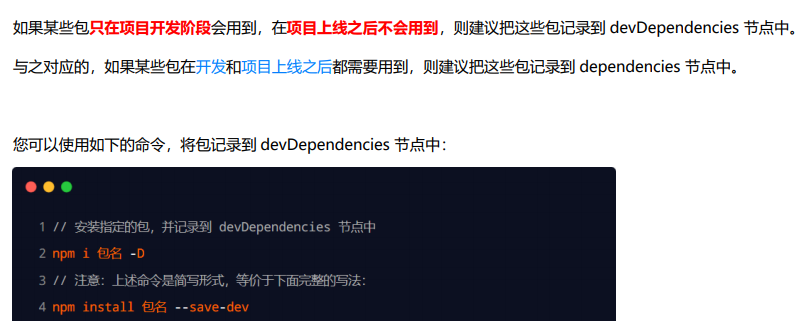 如果某些包只在项目开发阶段会用到，在项目上线之后不会用到，则建议把这些包记录到 devDependencies 节点中。
与之对应的，如果某些包在开发和项目上线之后都需要用到，则建议把这些包记录到 dependencies 节点中。
您可以使用如下的命令，将包记录到 devDependencies 节点中：
1 // 安装指定的包，并记录到 devDependencies 节点中
2 npm i 包名 -D
3 // 注意：上述命令是简写形式，等价于下面完整的写法：
4 npm install 包名 --save-dev